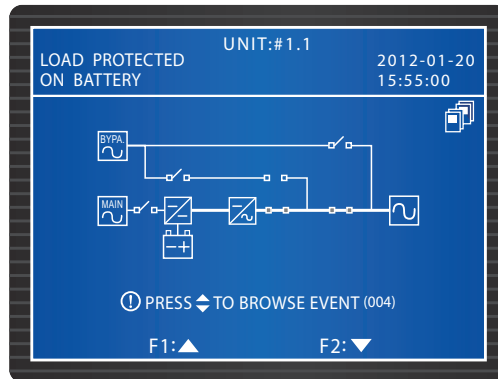 UNIT:#1.1
LOAD PROTECTED
ON BATTERY
2012-01-20
15:55:00
BYPA.
MAIN
PRESS TO BROWSE EVENT (004)
F1: F2: